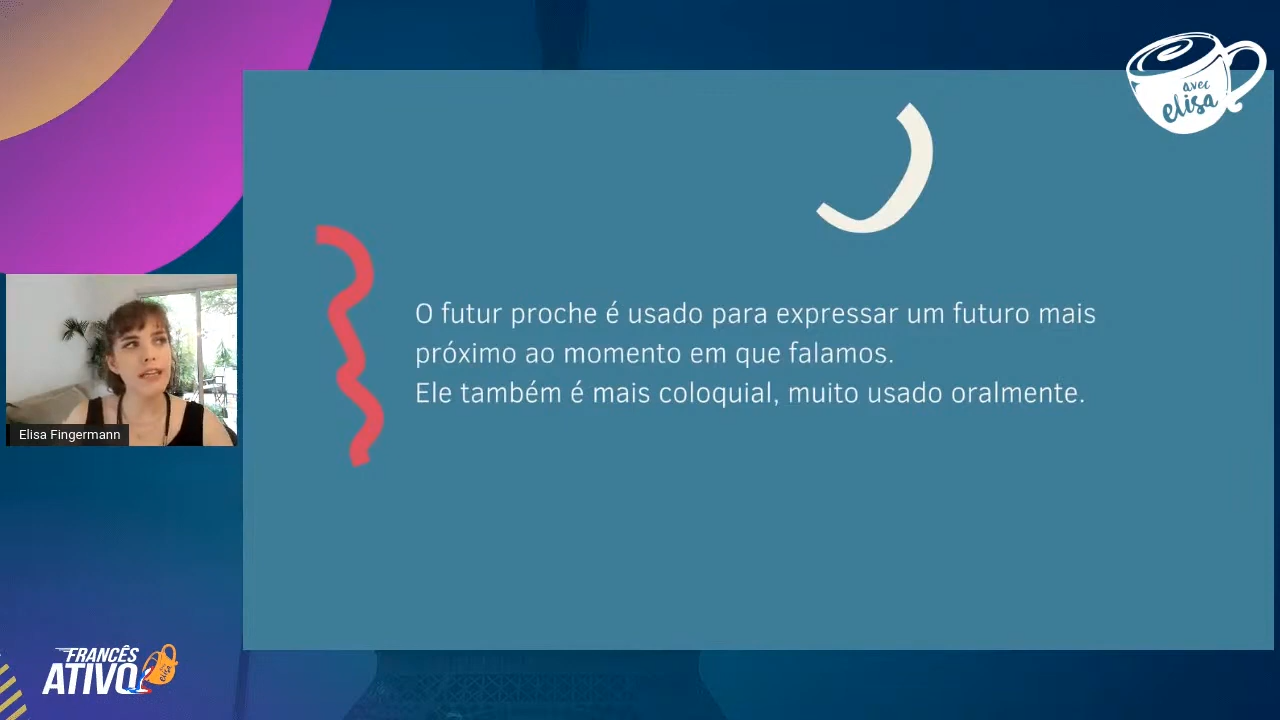 avec
elisa
O futur proche é usado para expressar um futuro mais
próximo ao momento em que falamos.
Ele também é mais coloquial, muito usado oralmente.
Elisa Fingermann
FRANCÊS
ATIVO
elisa